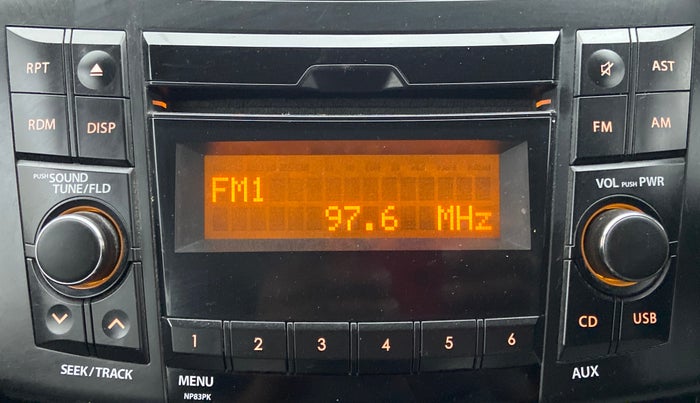 RPT
AST
RDM
DISP
FM
AM
FM1
97.6 MHz
PUSH SOUND
TUNE/FLD
VOL PUSH PWR
1 2 3 4 5 6
CD
USB
SEEK/TRACK
MENU
NP83PK
AUX